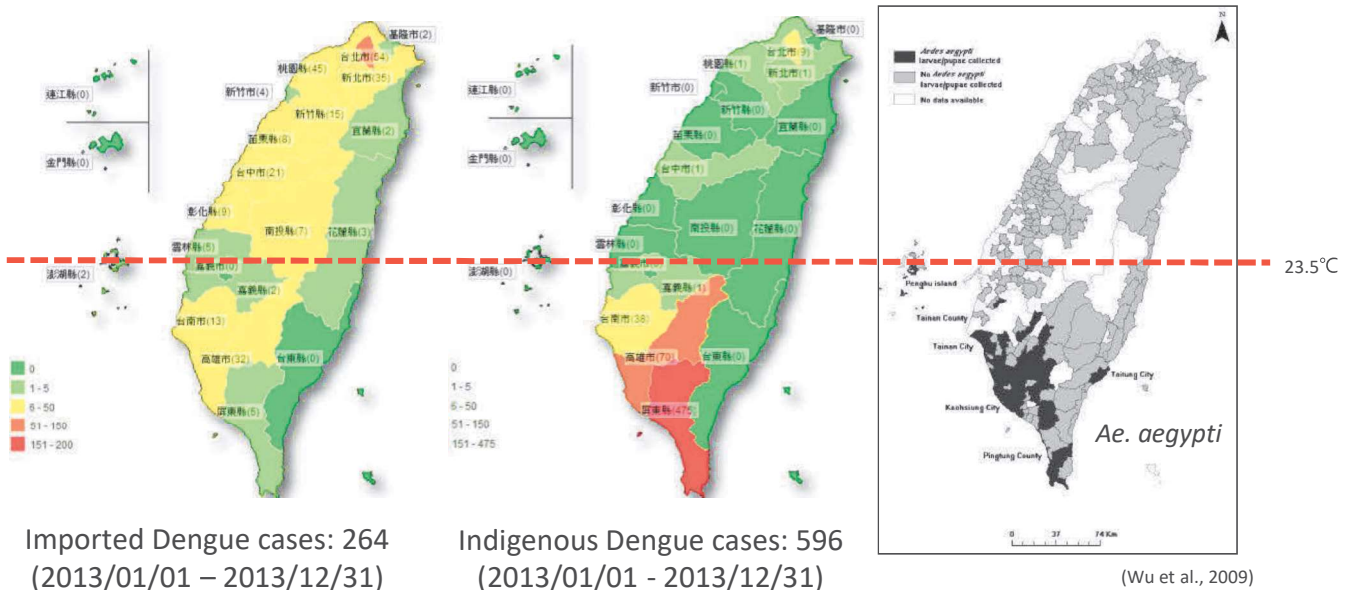 基隆市(2)
台北市(54)
桃園縣(45)
新北市(35)
連江縣(0)
新竹市(4)
新竹縣(15)
宜蘭縣(2)
苗栗縣(8)
金門縣(0)
台中市(21)
彰化縣(9)
南投縣(7)
花蓮縣(3)
雲林縣(5)
澎湖縣(2)
嘉義市(0)
嘉義縣(2)
台南市(13)
高雄市(32)
台東縣(0)
屏東縣(5)
0
1 - 5
6 - 50
51 - 150
151 - 200
Imported Dengue cases: 264
(2013/01/01 – 2013/12/31)
基隆市(0)
台北市(9)
桃園縣(1)
新北市(1)
連江縣(0)
新竹市(0)
新竹縣(0)
宜蘭縣(0)
苗栗縣(0)
金門縣(0)
台中市(1)
彰化縣(0)
南投縣(0)
花蓮縣(0)
雲林縣(0)
澎湖縣(0)
嘉義市(0)
嘉義縣(1)
台南市(38)
高雄市(70)
台東縣(0)
屏東縣(475
0
1 - 5
6 - 50
51 - 150
151 - 475
Indigenous Dengue cases: 596
(2013/01/01 - 2013/12/31)
N
Aedes aegypti
larvae/pupae collected
No Aedes aegypti
larvae/pupae collected
No data available
23.5℃
Penghu island
Tainan County
Tainan City
Taitung City
Kaohsiung City
Ae. aegypti
Pingtung County
0 37 74 Km
(Wu et al., 2009)